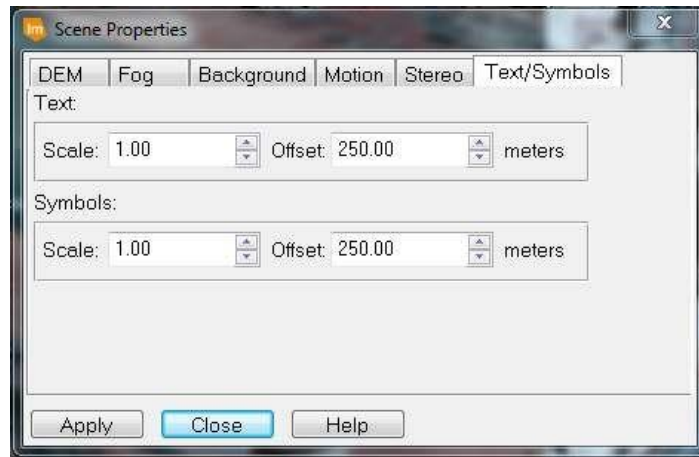 Im Scene Properties x
DEM Fog Background Motion Stereo Text/Symbols
Text:
Scale: 1.00 Offset: 250.00 meters
Symbols:
Scale: 1.00 Offset: 250.00 meters
Apply Close Help